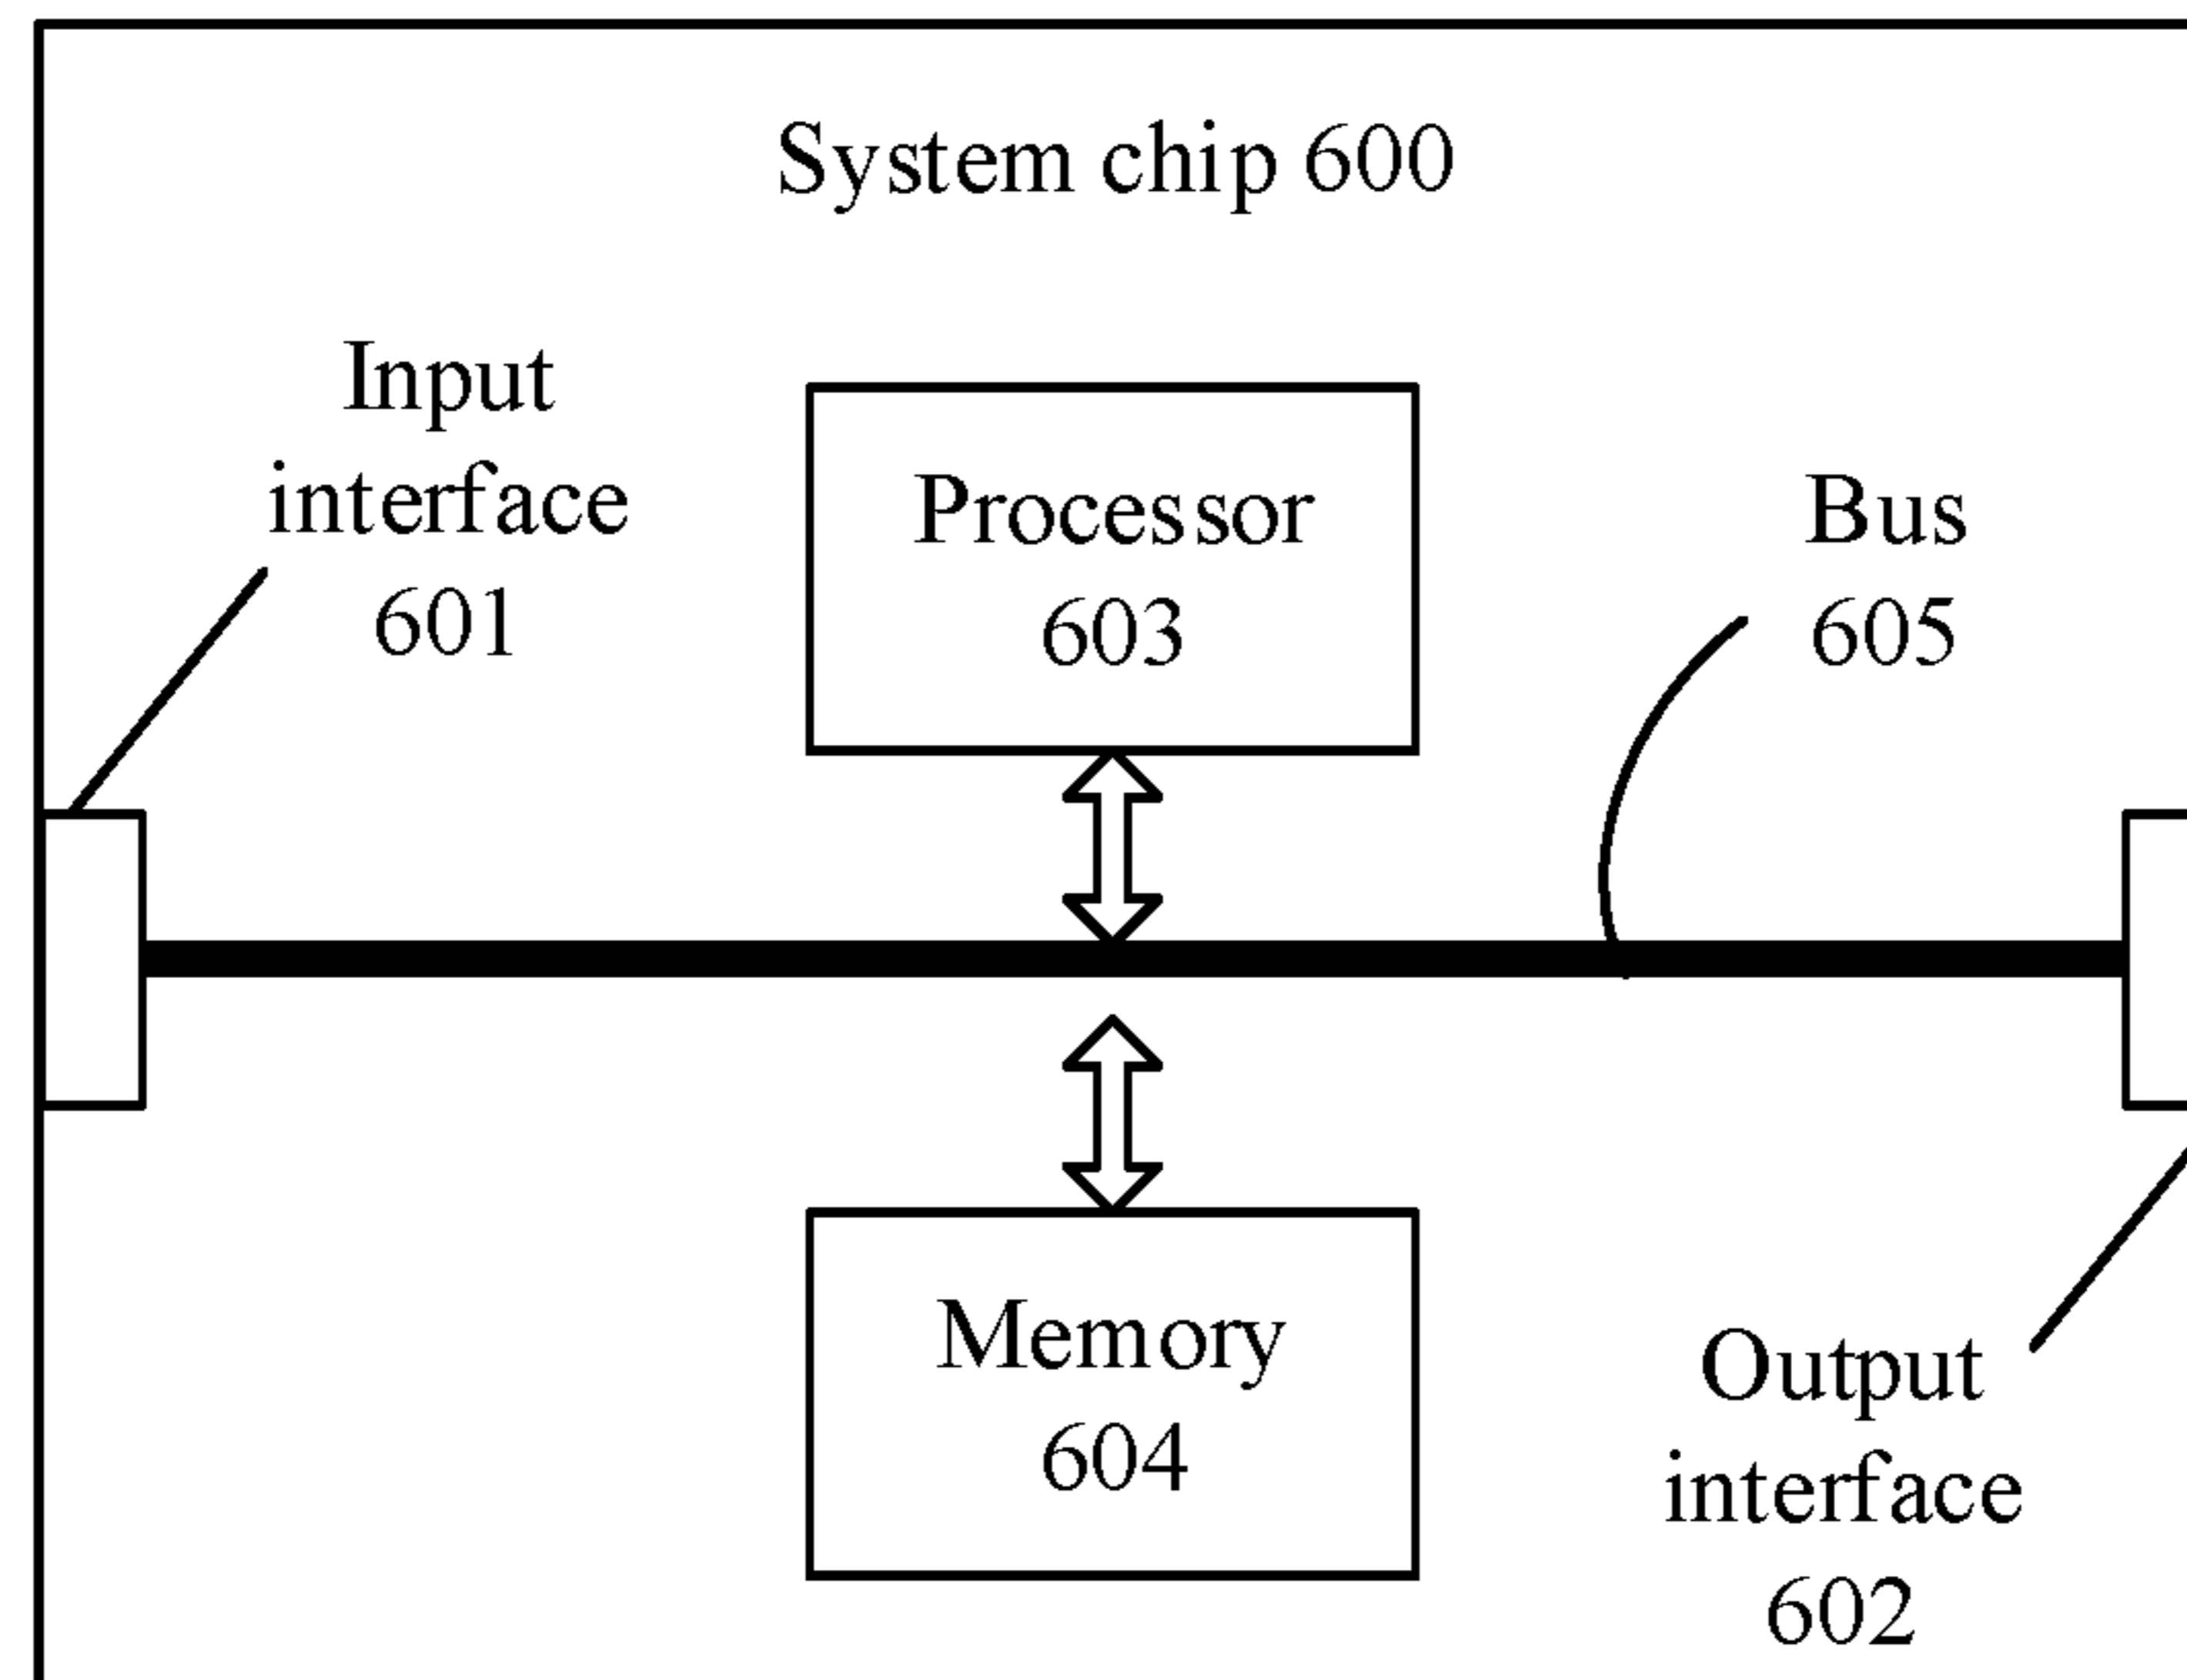 System chip 600
Input
interface
601
Processor
603
Bus
605
Memory
604
Output
interface
602